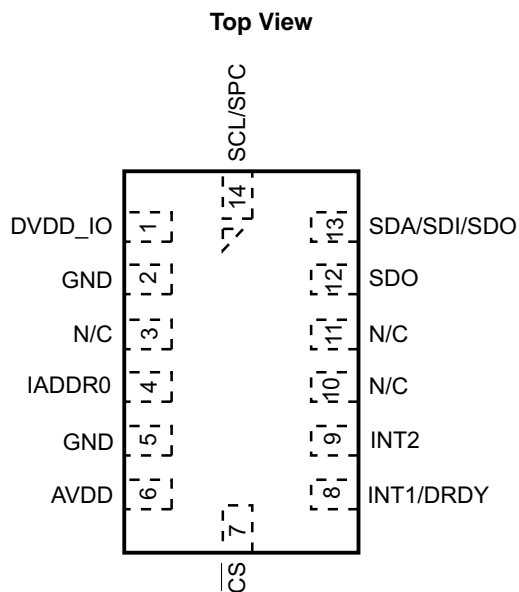 Top View
SCL/SPC
14
DVDD_IO 1 13 SDA/SDI/SDO
GND 2 12 SDO
N/C 3 11 N/C
IADDR0 4 10 N/C
GND 5 9 INT2
AVDD 6 8 INT1/DRDY
7
CS